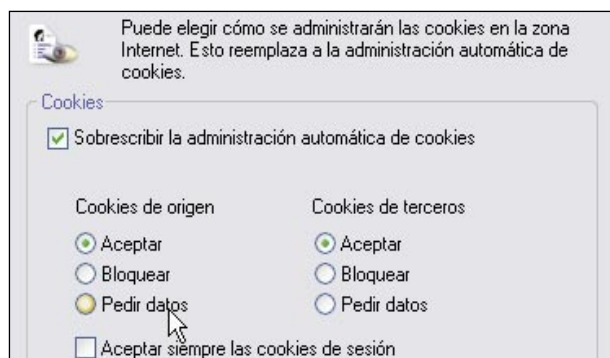 Puede elegir cómo se administrarán las cookies en la zona
Internet. Esto reemplaza a la administración automática de
cookies.
Cookies
Sobrescribir la administración automática de cookies
Cookies de origen
Cookies de terceros
Aceptar
Aceptar
Bloquear
Bloquear
Pedir datos
Pedir datos
Aceptar siempre las cookies de sesión